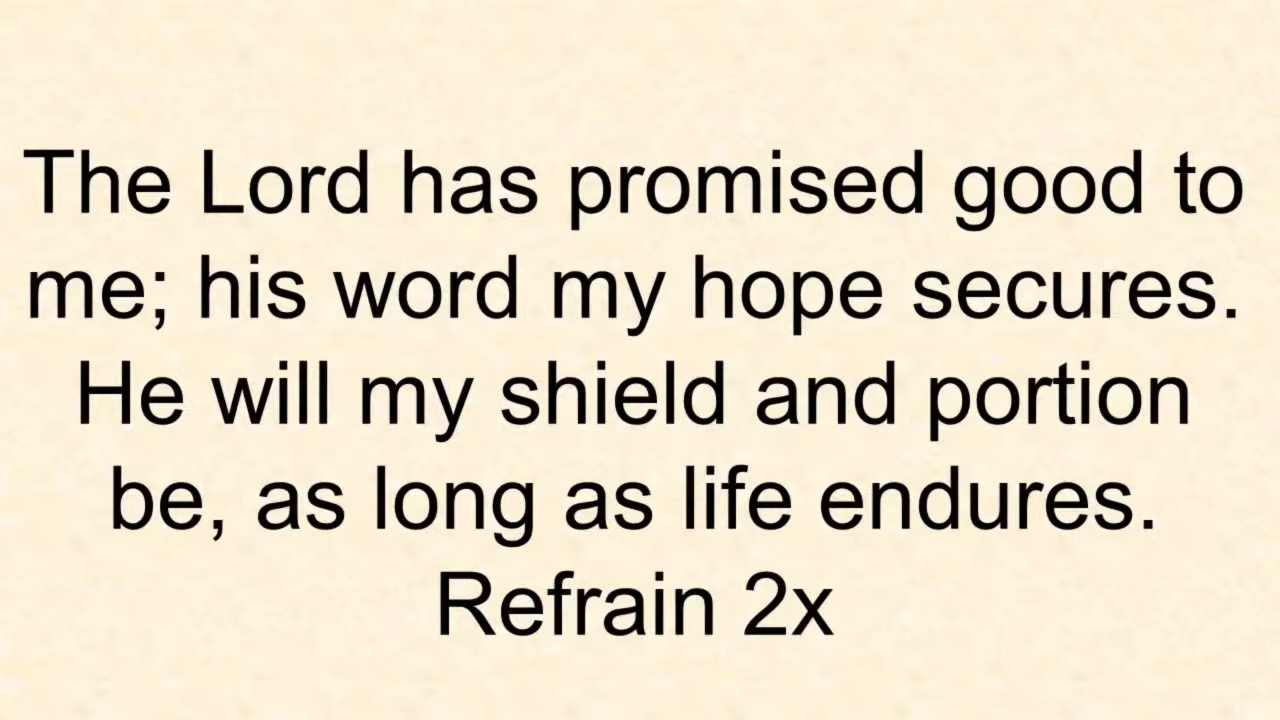 The Lord has promised good to
me; his word my hope secures.
He will my shield and portion
be, as long as life endures.
Refrain 2x